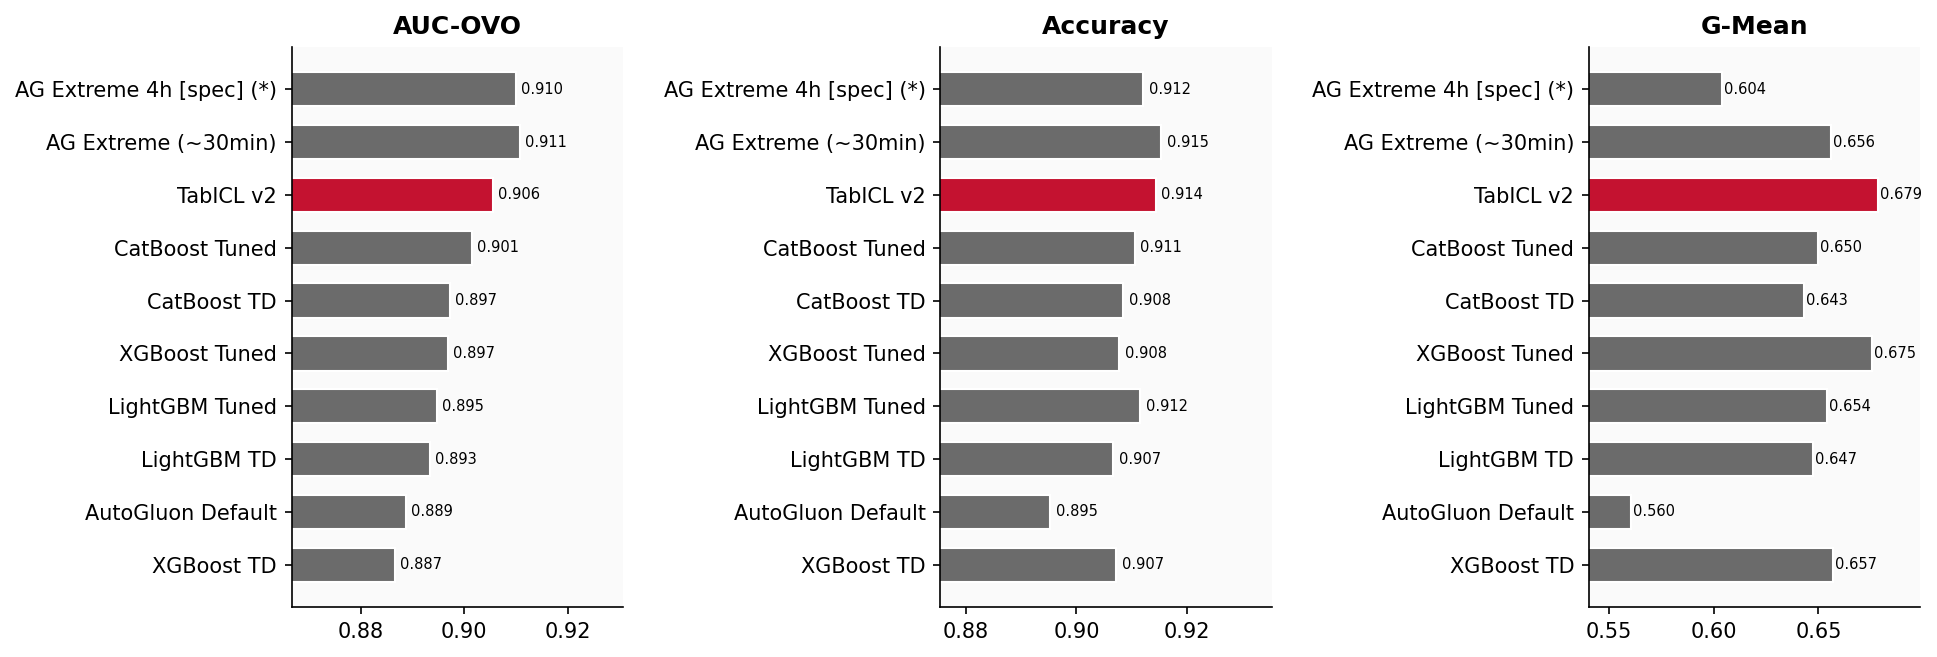 AUC-OVO
AG Extreme 4h [spec] (*) 0.910
AG Extreme (~30min) 0.911
TabICL v2 0.906
CatBoost Tuned 0.901
CatBoost TD 0.897
XGBoost Tuned 0.897
LightGBM Tuned 0.895
LightGBM TD 0.893
AutoGluon Default 0.889
XGBoost TD 0.887
0.88 0.90 0.92
Accuracy
AG Extreme 4h [spec] (*) 0.912
AG Extreme (~30min) 0.915
TabICL v2 0.914
CatBoost Tuned 0.911
CatBoost TD 0.908
XGBoost Tuned 0.908
LightGBM Tuned 0.912
LightGBM TD 0.907
AutoGluon Default 0.895
XGBoost TD 0.907
0.88 0.90 0.92
G-Mean
AG Extreme 4h [spec] (*) 0.604
AG Extreme (~30min) 0.656
TabICL v2 0.679
CatBoost Tuned 0.650
CatBoost TD 0.643
XGBoost Tuned 0.675
LightGBM Tuned 0.654
LightGBM TD 0.647
AutoGluon Default 0.560
XGBoost TD 0.657
0.55 0.60 0.65